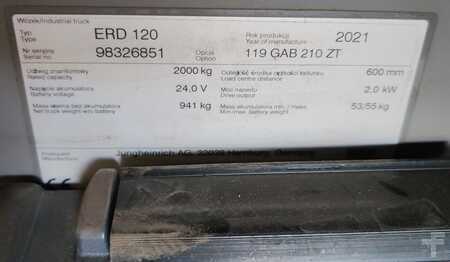 Wózek/Industrial truck
Typ ERD 120 Rok produkcji 2021
Type Year of manufacture
Nr seryjny 98326851 Opcja 119 GAB 210 ZT
Serial no. Option
Udźwig znamionowy 2000 kg Odległość środka ciężkości ładunku 600 mm
Rated capacity Load centre distance
Napięcie akumulatora 24,0 V Moc napędu 2,0 kW
Battery voltage Drive output
Masa własna bez akumulatora 941 kg Masa akumulatora min. / maks. 53/55 kg
Net truck weight w/o battery Min./max. battery weight
Producent
Manufacturer Jungheinrich AG, Hamburg,
CE